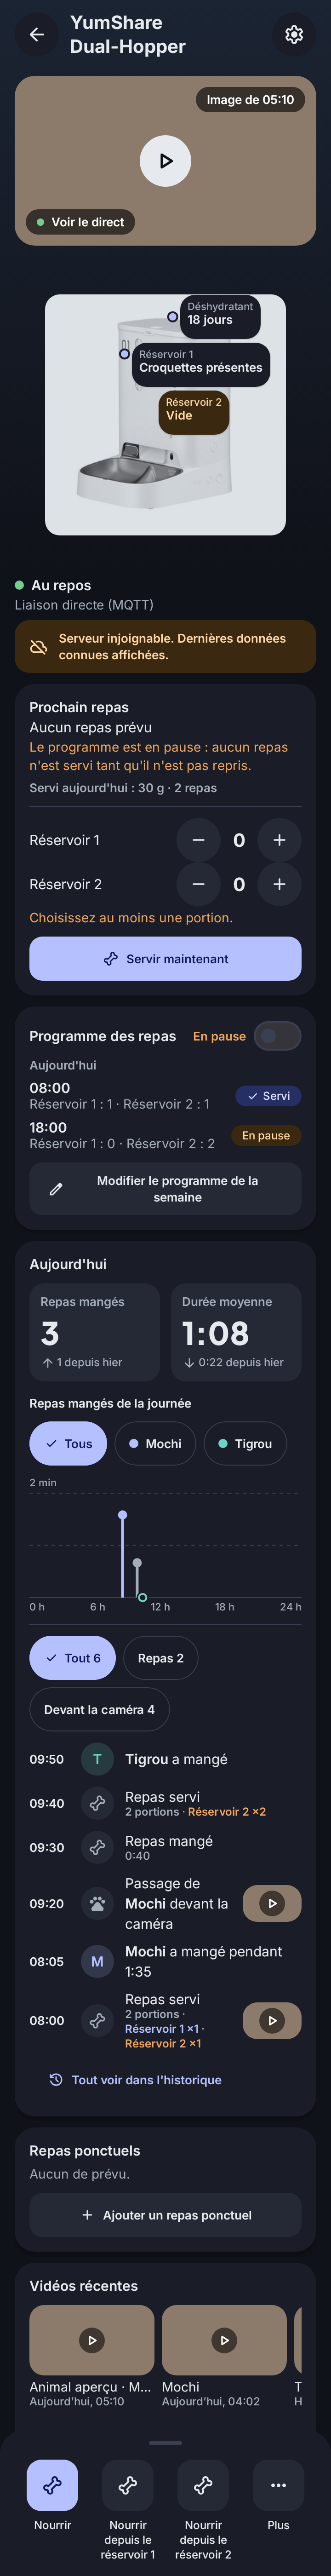 YumShare
Dual-Hopper
Image de 05:10
Voir le direct
Déshydratant
18 jours
Réservoir 1
Croquettes présentes
Réservoir 2
Vide
Au repos
Liaison directe (MQTT)
Serveur injoignable. Dernières données
connues affichées.
Prochain repas
Aucun repas prévu
Le programme est en pause : aucun repas
n'est servi tant qu'il n'est pas repris.
Servi aujourd'hui : 30 g · 2 repas
Réservoir 1
0
Réservoir 2
0
Choisissez au moins une portion.
Servir maintenant
Programme des repas
En pause
Aujourd'hui
08:00
Réservoir 1 : 1 · Réservoir 2 : 1
Servi
18:00
Réservoir 1 : 0 · Réservoir 2 : 2
En pause
Modifier le programme de la
semaine
Aujourd'hui
Repas mangés
3
1 depuis hier
Durée moyenne
1:08
0:22 depuis hier
Repas mangés de la journée
Tous
Mochi
Tigrou
2 min
0 h 6 h 12 h 18 h 24 h
Tout 6
Repas 2
Devant la caméra 4
09:50
T
Tigrou a mangé
09:40
Repas servi
2 portions · Réservoir 2 ×2
09:30
Repas mangé
0:40
09:20
Passage de
Mochi devant la
caméra
08:05
M
Mochi a mangé pendant
1:35
08:00
Repas servi
2 portions ·
Réservoir 1 ×1 ·
Réservoir 2 ×1
Tout voir dans l'historique
Repas ponctuels
Aucun de prévu.
Ajouter un repas ponctuel
Vidéos récentes
Animal aperçu · M...
Aujourd'hui, 05:10
Mochi
Aujourd'hui, 04:02
T
H
Nourrir
Nourrir
depuis le
réservoir 1
Nourrir
depuis le
réservoir 2
Plus